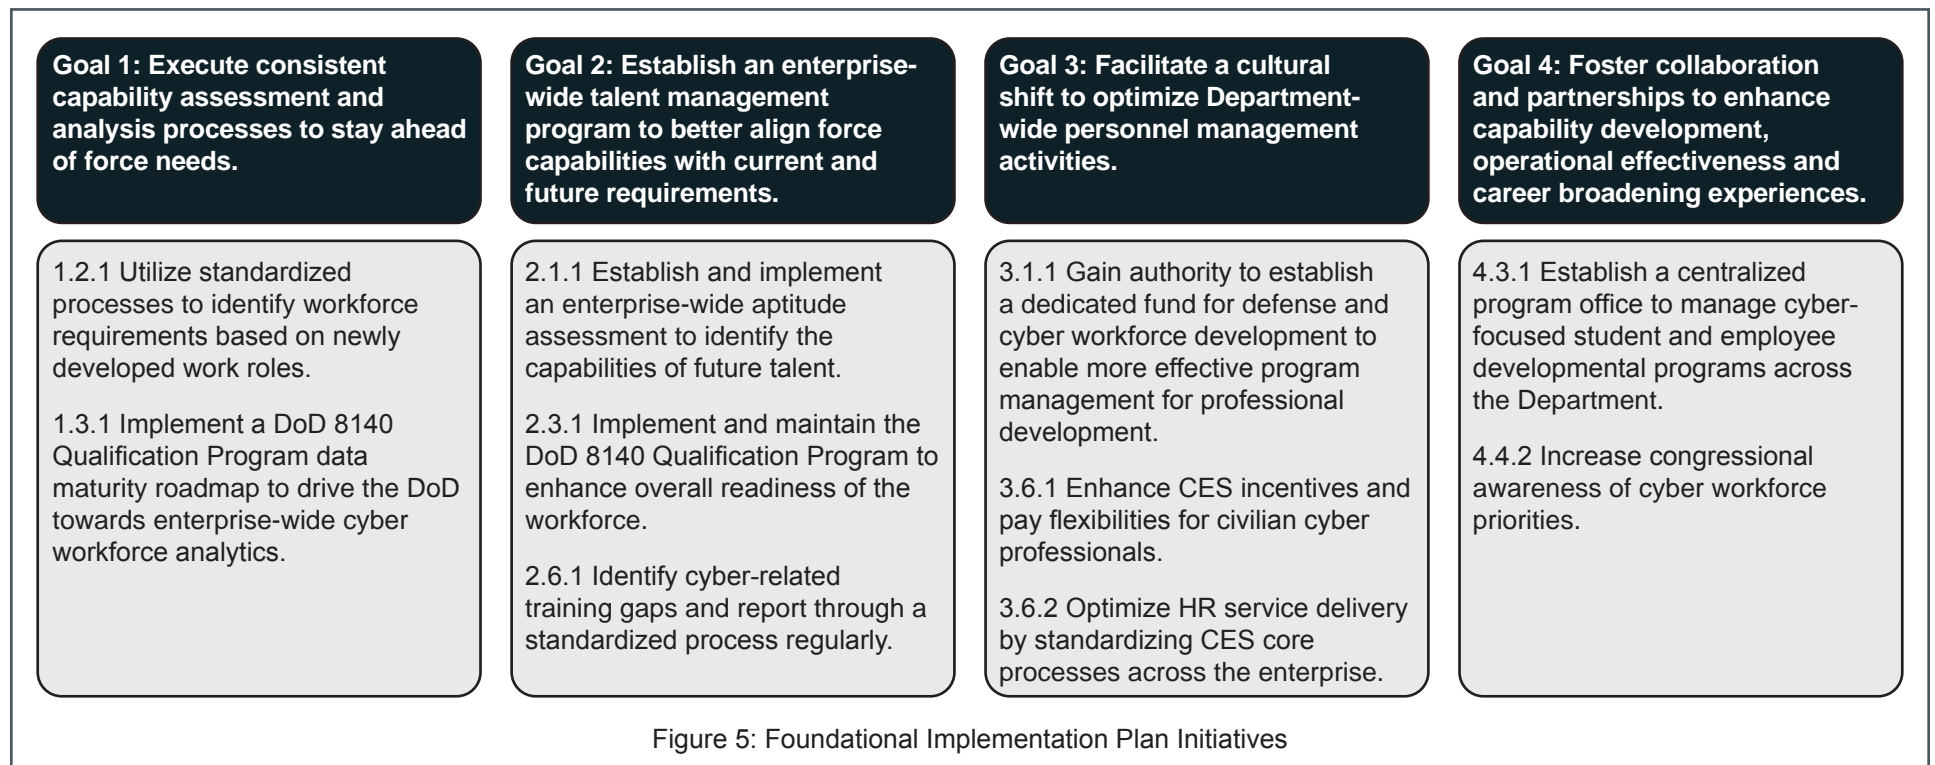 Goal 1: Execute consistent
capability assessment and
analysis processes to stay ahead
of force needs.
1.2.1 Utilize standardized
processes to identify workforce
requirements based on newly
developed work roles.
1.3.1 Implement a DoD 8140
Qualification Program data
maturity roadmap to drive the DoD
towards enterprise-wide cyber
workforce analytics.
Goal 2: Establish an enterprise-
wide talent management
program to better align force
capabilities with current and
future requirements.
2.1.1 Establish and implement
an enterprise-wide aptitude
assessment to identify the
capabilities of future talent.
2.3.1 Implement and maintain the
DoD 8140 Qualification Program to
enhance overall readiness of the
workforce.
2.6.1 Identify cyber-related
training gaps and report through a
standardized process regularly.
Goal 3: Facilitate a cultural
shift to optimize Department-
wide personnel management
activities.
3.1.1 Gain authority to establish
a dedicated fund for defense and
cyber workforce development to
enable more effective program
management for professional
development.
3.6.1 Enhance CES incentives and
pay flexibilities for civilian cyber
professionals.
3.6.2 Optimize HR service delivery
by standardizing CES core
processes across the enterprise.
Goal 4: Foster collaboration
and partnerships to enhance
capability development,
operational effectiveness and
career broadening experiences.
4.3.1 Establish a centralized
program office to manage cyber-
focused student and employee
developmental programs across
the Department.
4.4.2 Increase congressional
awareness of cyber workforce
priorities.
Figure 5: Foundational Implementation Plan Initiatives